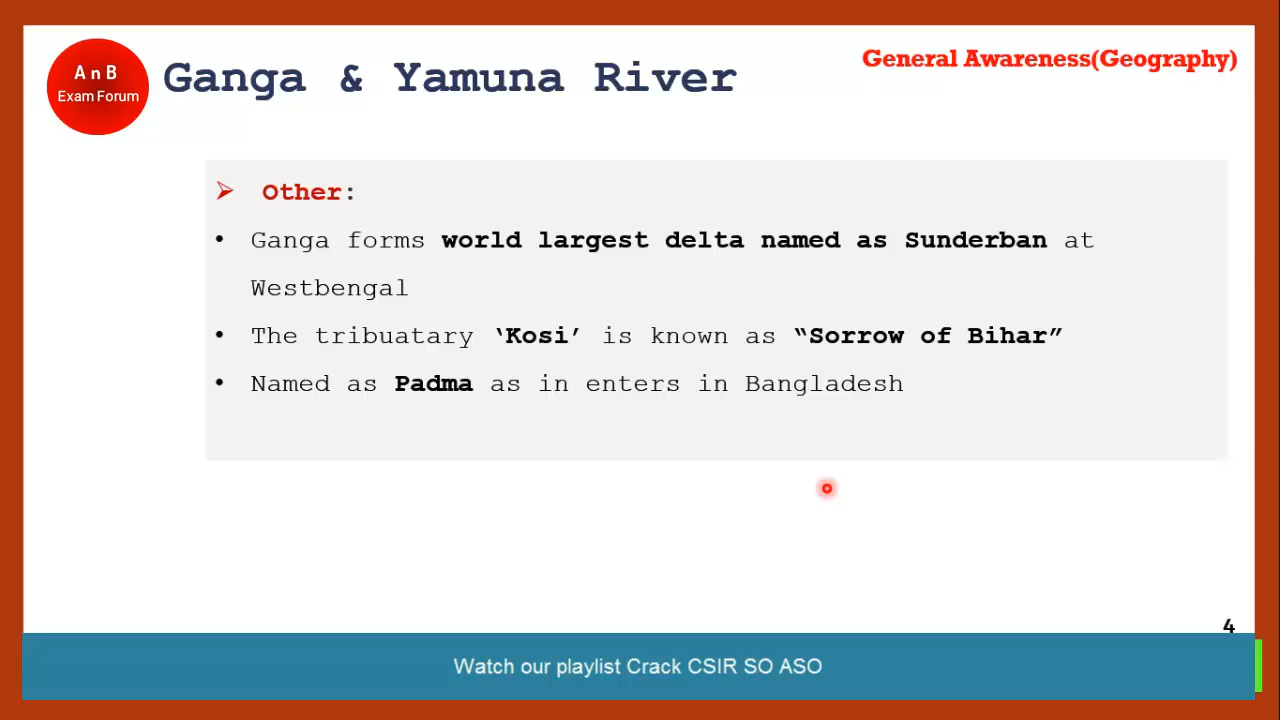 A n B
Exam Forum
Ganga & Yamuna River
General Awareness(Geography)
➢ Other:
• Ganga forms world largest delta named as Sunderban at
Westbengal
• The tribuatary ‘Kosi’ is known as “Sorrow of Bihar”
• Named as Padma as in enters in Bangladesh
4
Watch our playlist Crack CSIR SO ASO